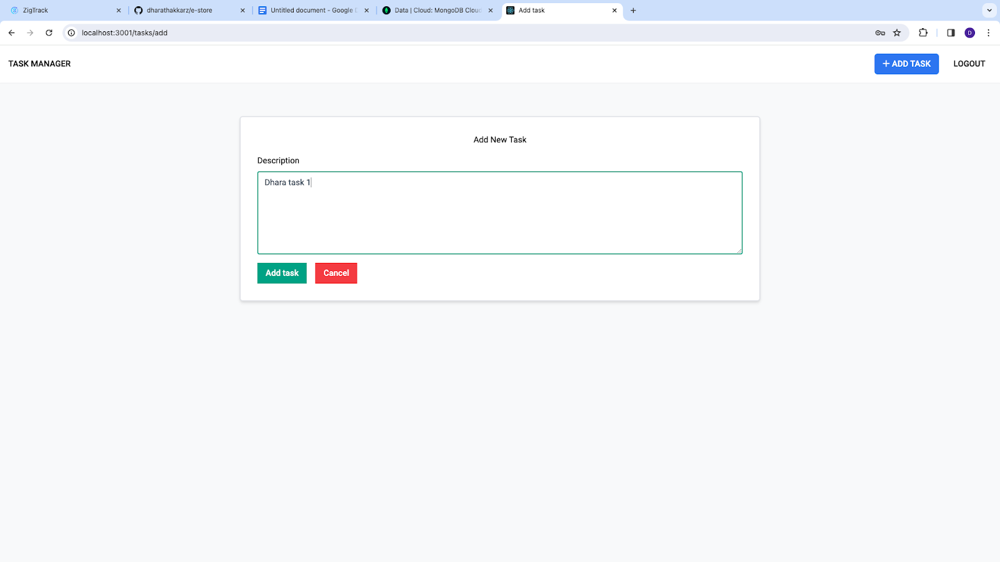 ZigTrack
dharathakkarz/e-store
Untitled document - Google D
Data | Cloud: MongoDB Cloud
Add task
localhost:3001/tasks/add
D
TASK MANAGER
+ ADD TASK
LOGOUT
Add New Task
Description
Dhara task 1
Add task
Cancel